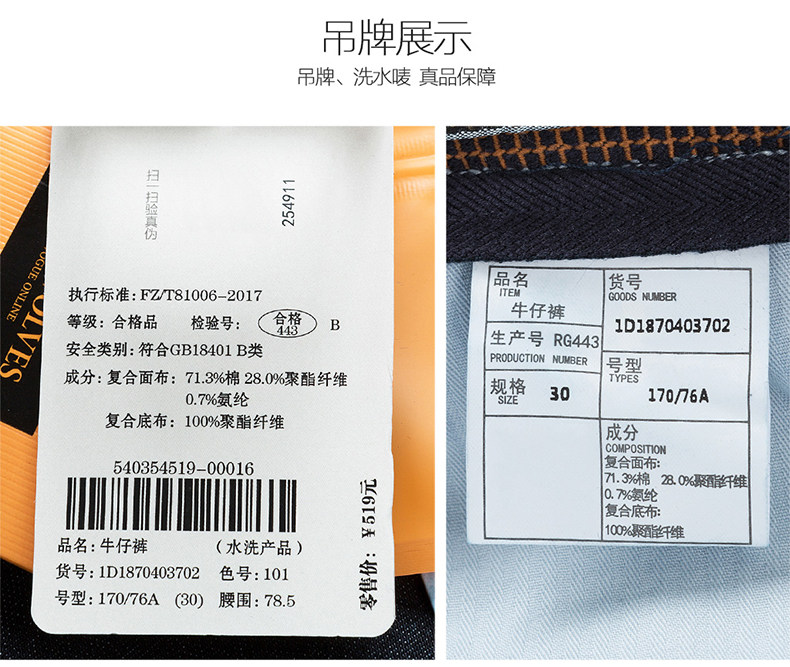 吊牌展示
吊牌、洗水唛 真品保障
OLVES
OGUE ONLINE
扫一扫验真伪
254911
执行标准：FZ/T81006-2017
等级：合格品 检验号：合格 443 B
安全类别：符合GB18401 B类
成分：复合面布：71.3%棉 28.0%聚酯纤维
0.7%氨纶
复合底布：100%聚酯纤维
540354519-00016
品名：牛仔裤 （水洗产品）
货号：1D1870403702 色号：101
号型：170/76A (30) 腰围：78.5
零售价：¥519元
品名
ITEM
牛仔裤
生产号 RG443
PRODUCTION NUMBER
规格
SIZE
30
货号
GOODS NUMBER
1D1870403702
号型
TYPES
170/76A
成分
COMPOSITION
复合面布：
71.3%棉 28.0%聚酯纤维
0.7%氨纶
复合底布：
100%聚酯纤维